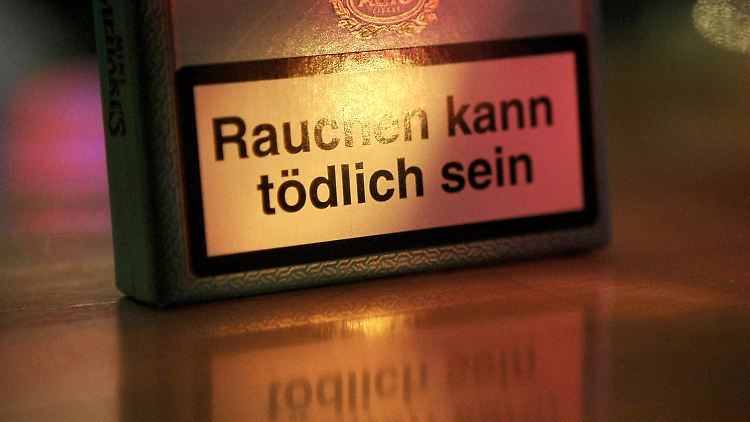 Rauchen kann
tödlich sein